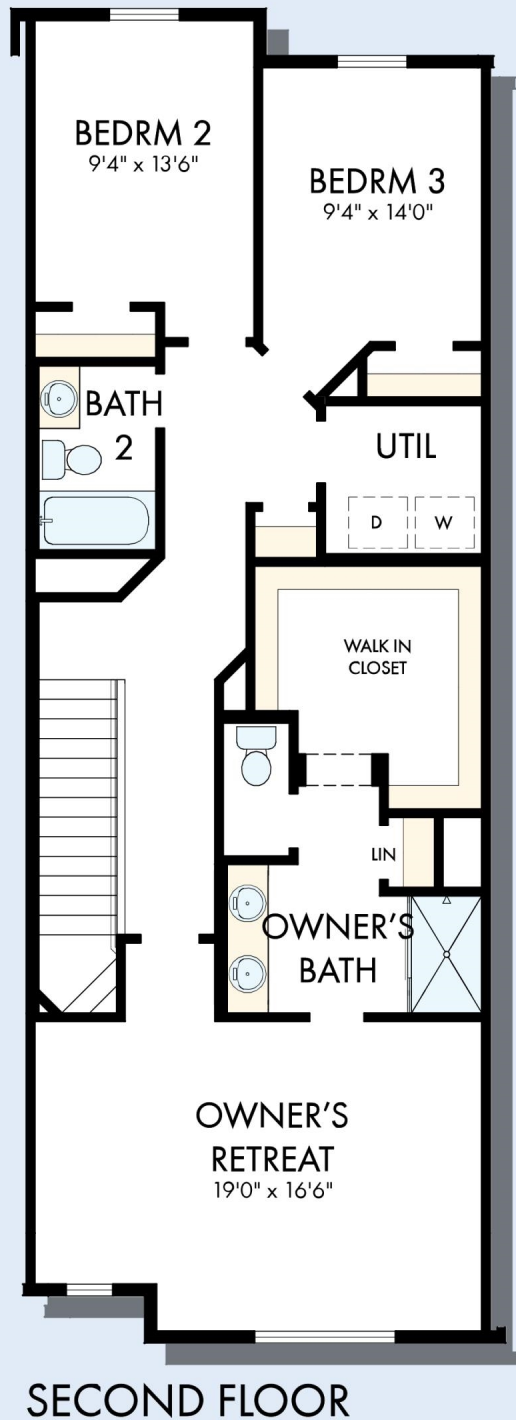 BEDRM 2
9'4" x 13'6"
BEDRM 3
9'4" x 14'0"
BATH
2
UTIL
D
W
WALK IN
CLOSET
LIN
OWNER'S
BATH
OWNER'S
RETREAT
19'0" x 16'6"
SECOND FLOOR